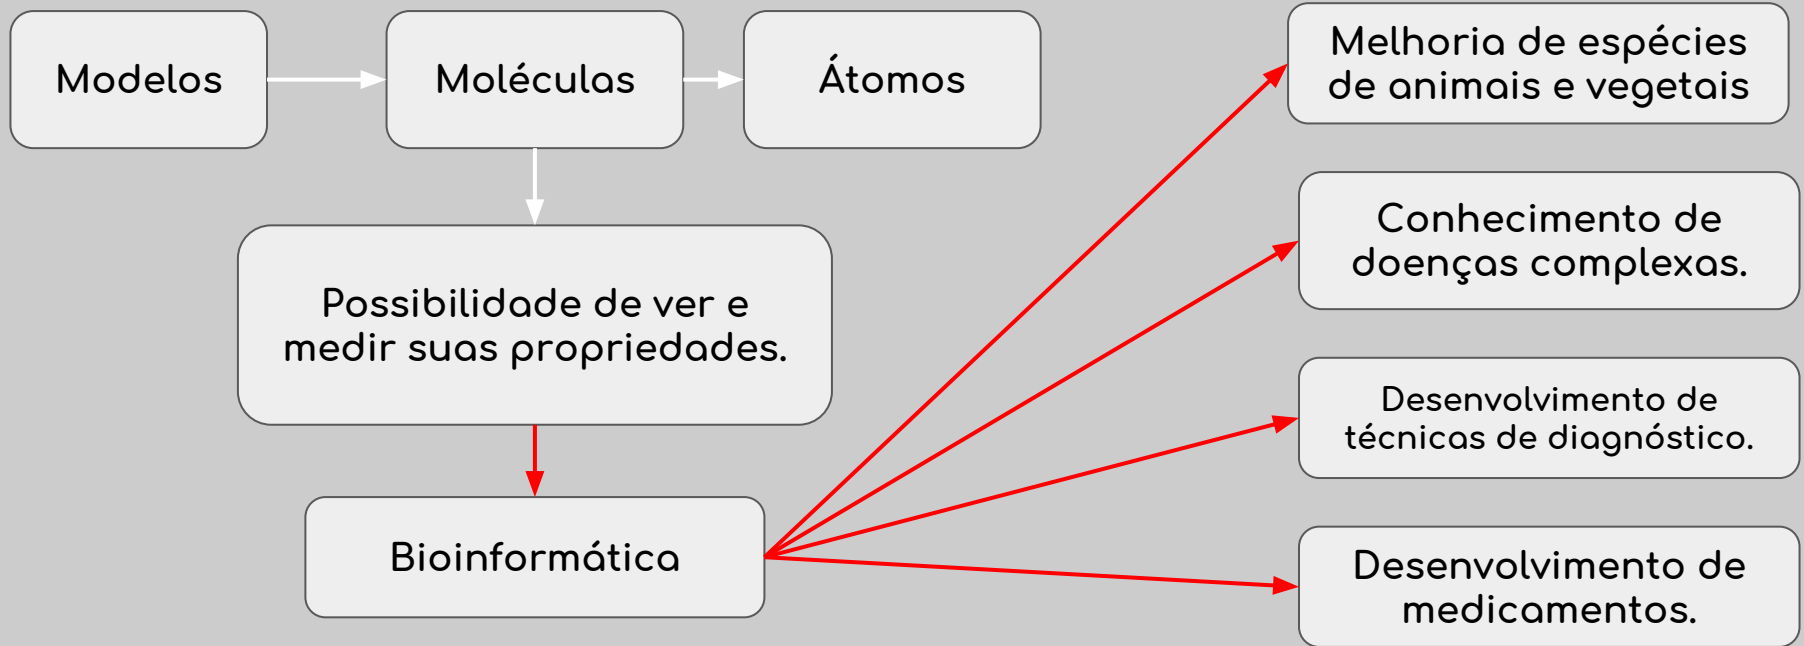 Modelos
Moléculas
Átomos
Possibilidade de ver e
medir suas propriedades.
Bioinformática
Melhoria de espécies
de animais e vegetais
Conhecimento de
doenças complexas.
Desenvolvimento de
técnicas de diagnóstico.
Desenvolvimento de
medicamentos.